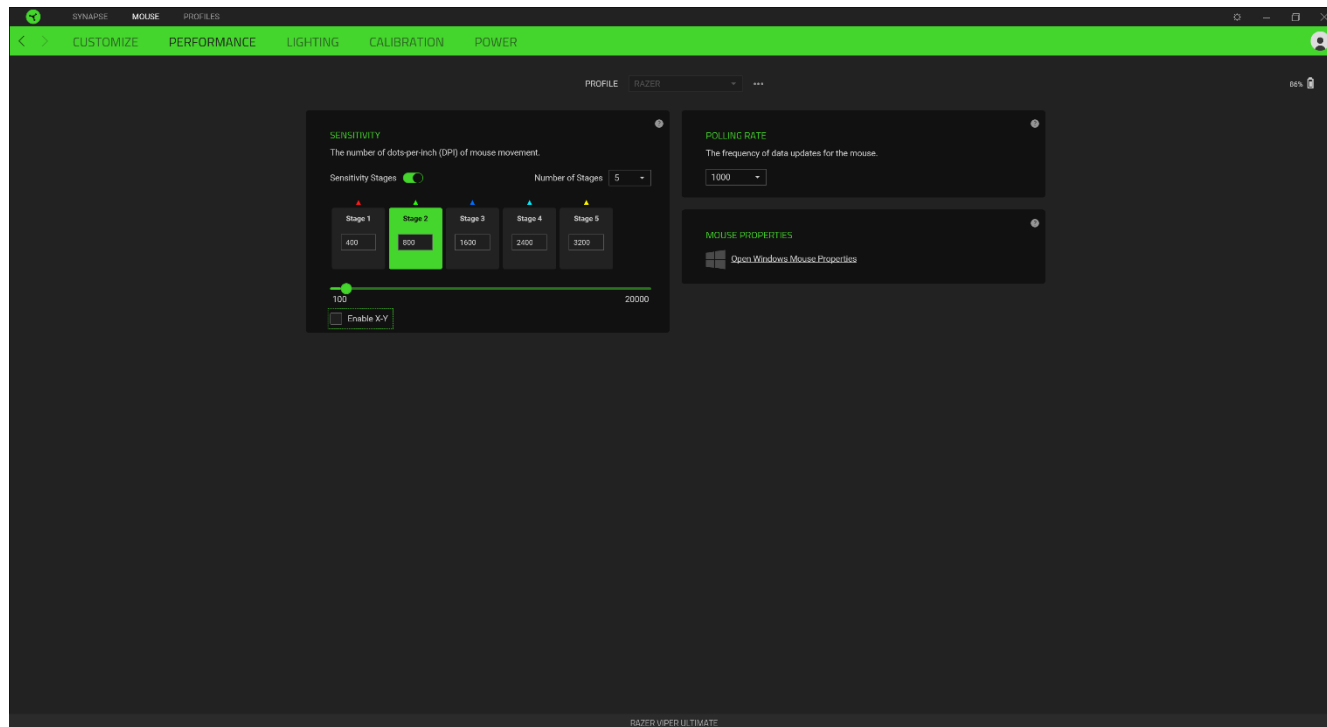 SYNAPSE MOUSE PROFILES
CUSTOMIZE PERFORMANCE LIGHTING CALIBRATION POWER
PROFILE RAZER
86%
SENSITIVITY
The number of dots-per-inch (DPI) of mouse movement.
Sensitivity Stages Number of Stages 5
Stage 1 Stage 2 Stage 3 Stage 4 Stage 5
400 800 1600 2400 3200
100 20000
Enable X-Y
POLLING RATE
The frequency of data updates for the mouse.
1000
MOUSE PROPERTIES
Open Windows Mouse Properties
RAZER VIPER ULTIMATE